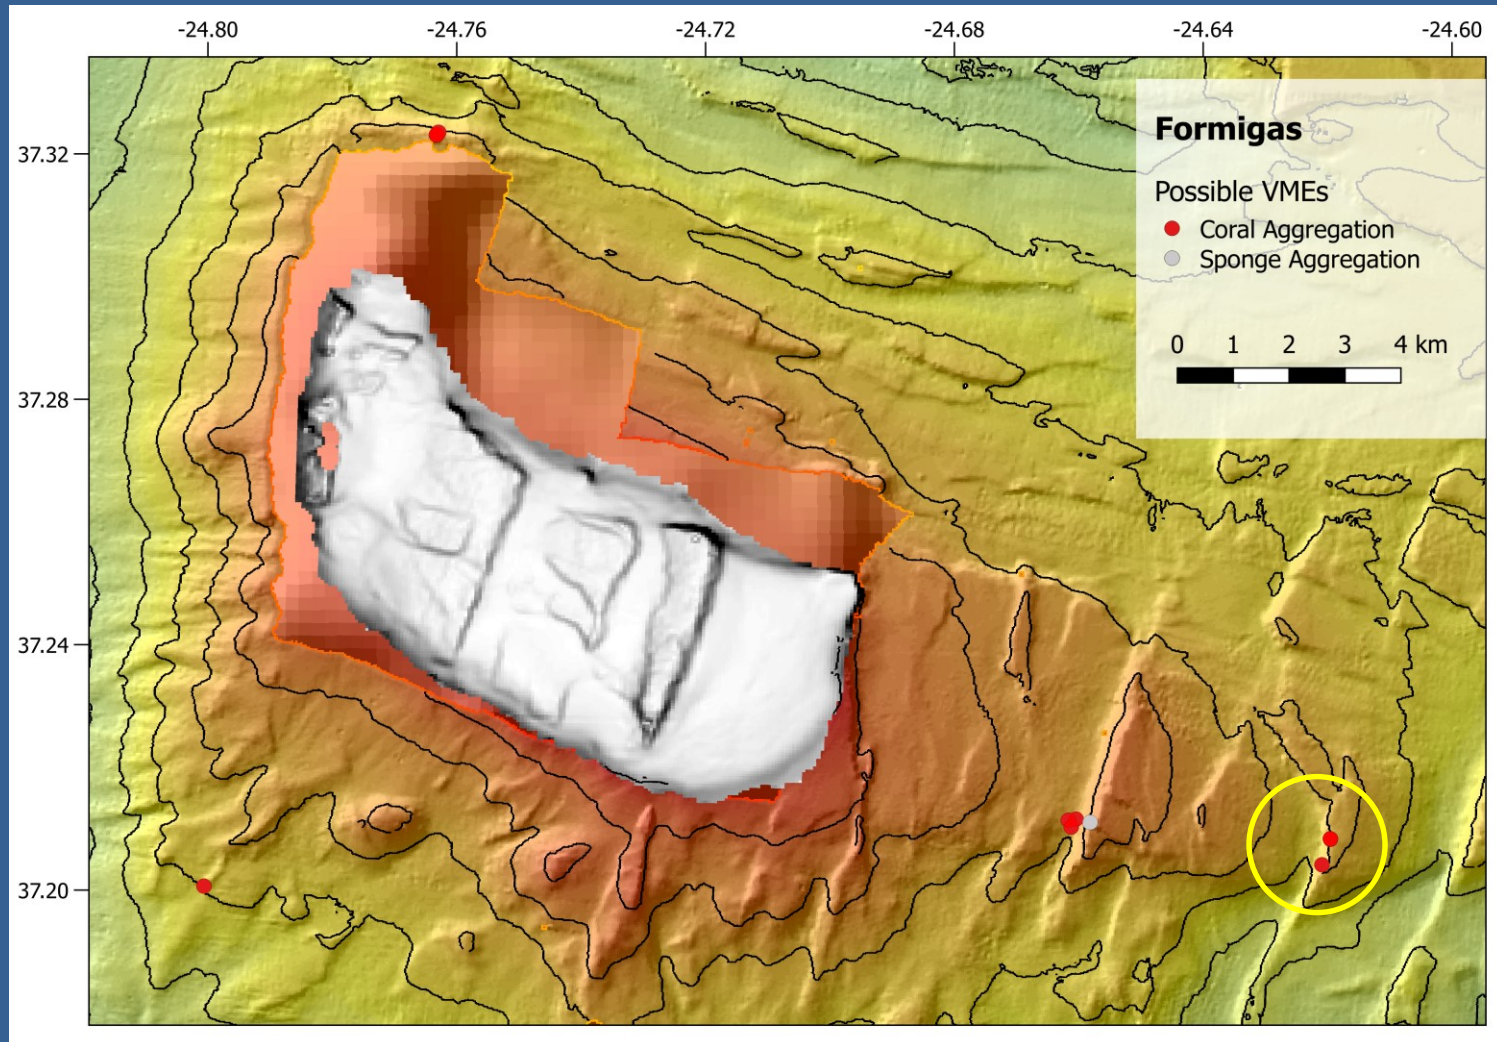 -24.80 -24.76 -24.72 -24.68 -24.64 -24.60
37.32
37.28
37.24
37.20
Formigas
Possible VMEs
Coral Aggregation
Sponge Aggregation
0 1 2 3 4 km